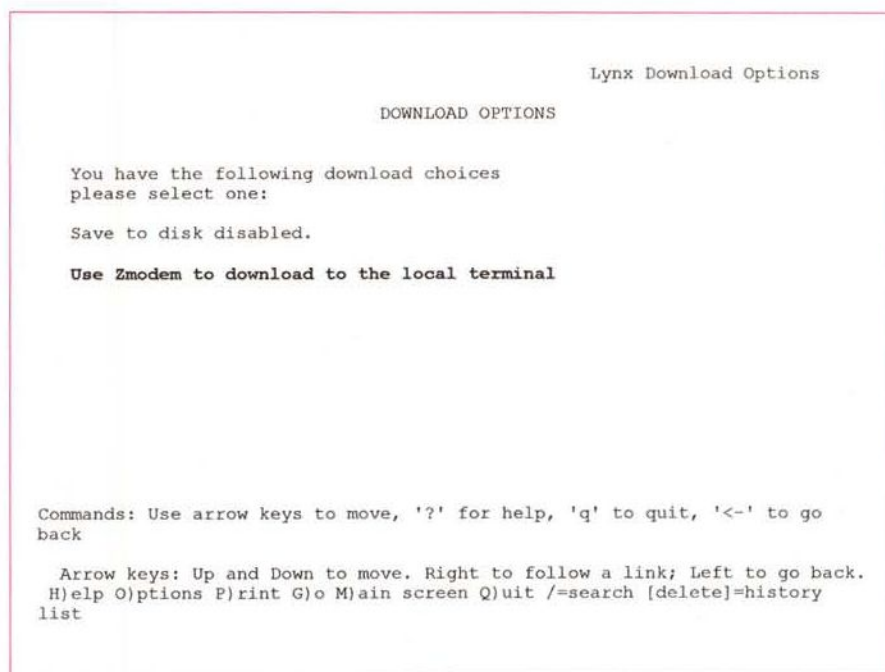 Lynx Download Options
DOWNLOAD OPTIONS
You have the following download choices
please select one:
Save to disk disabled.
Use Zmodem to download to the local terminal
Commands: Use arrow keys to move, '?' for help, 'q' to quit, '<-' to go
back
Arrow keys: Up and Down to move. Right to follow a link; Left to go back.
H)elp O)ptions P)rint G)o M)ain screen Q)uit /=search [delete]=history
list